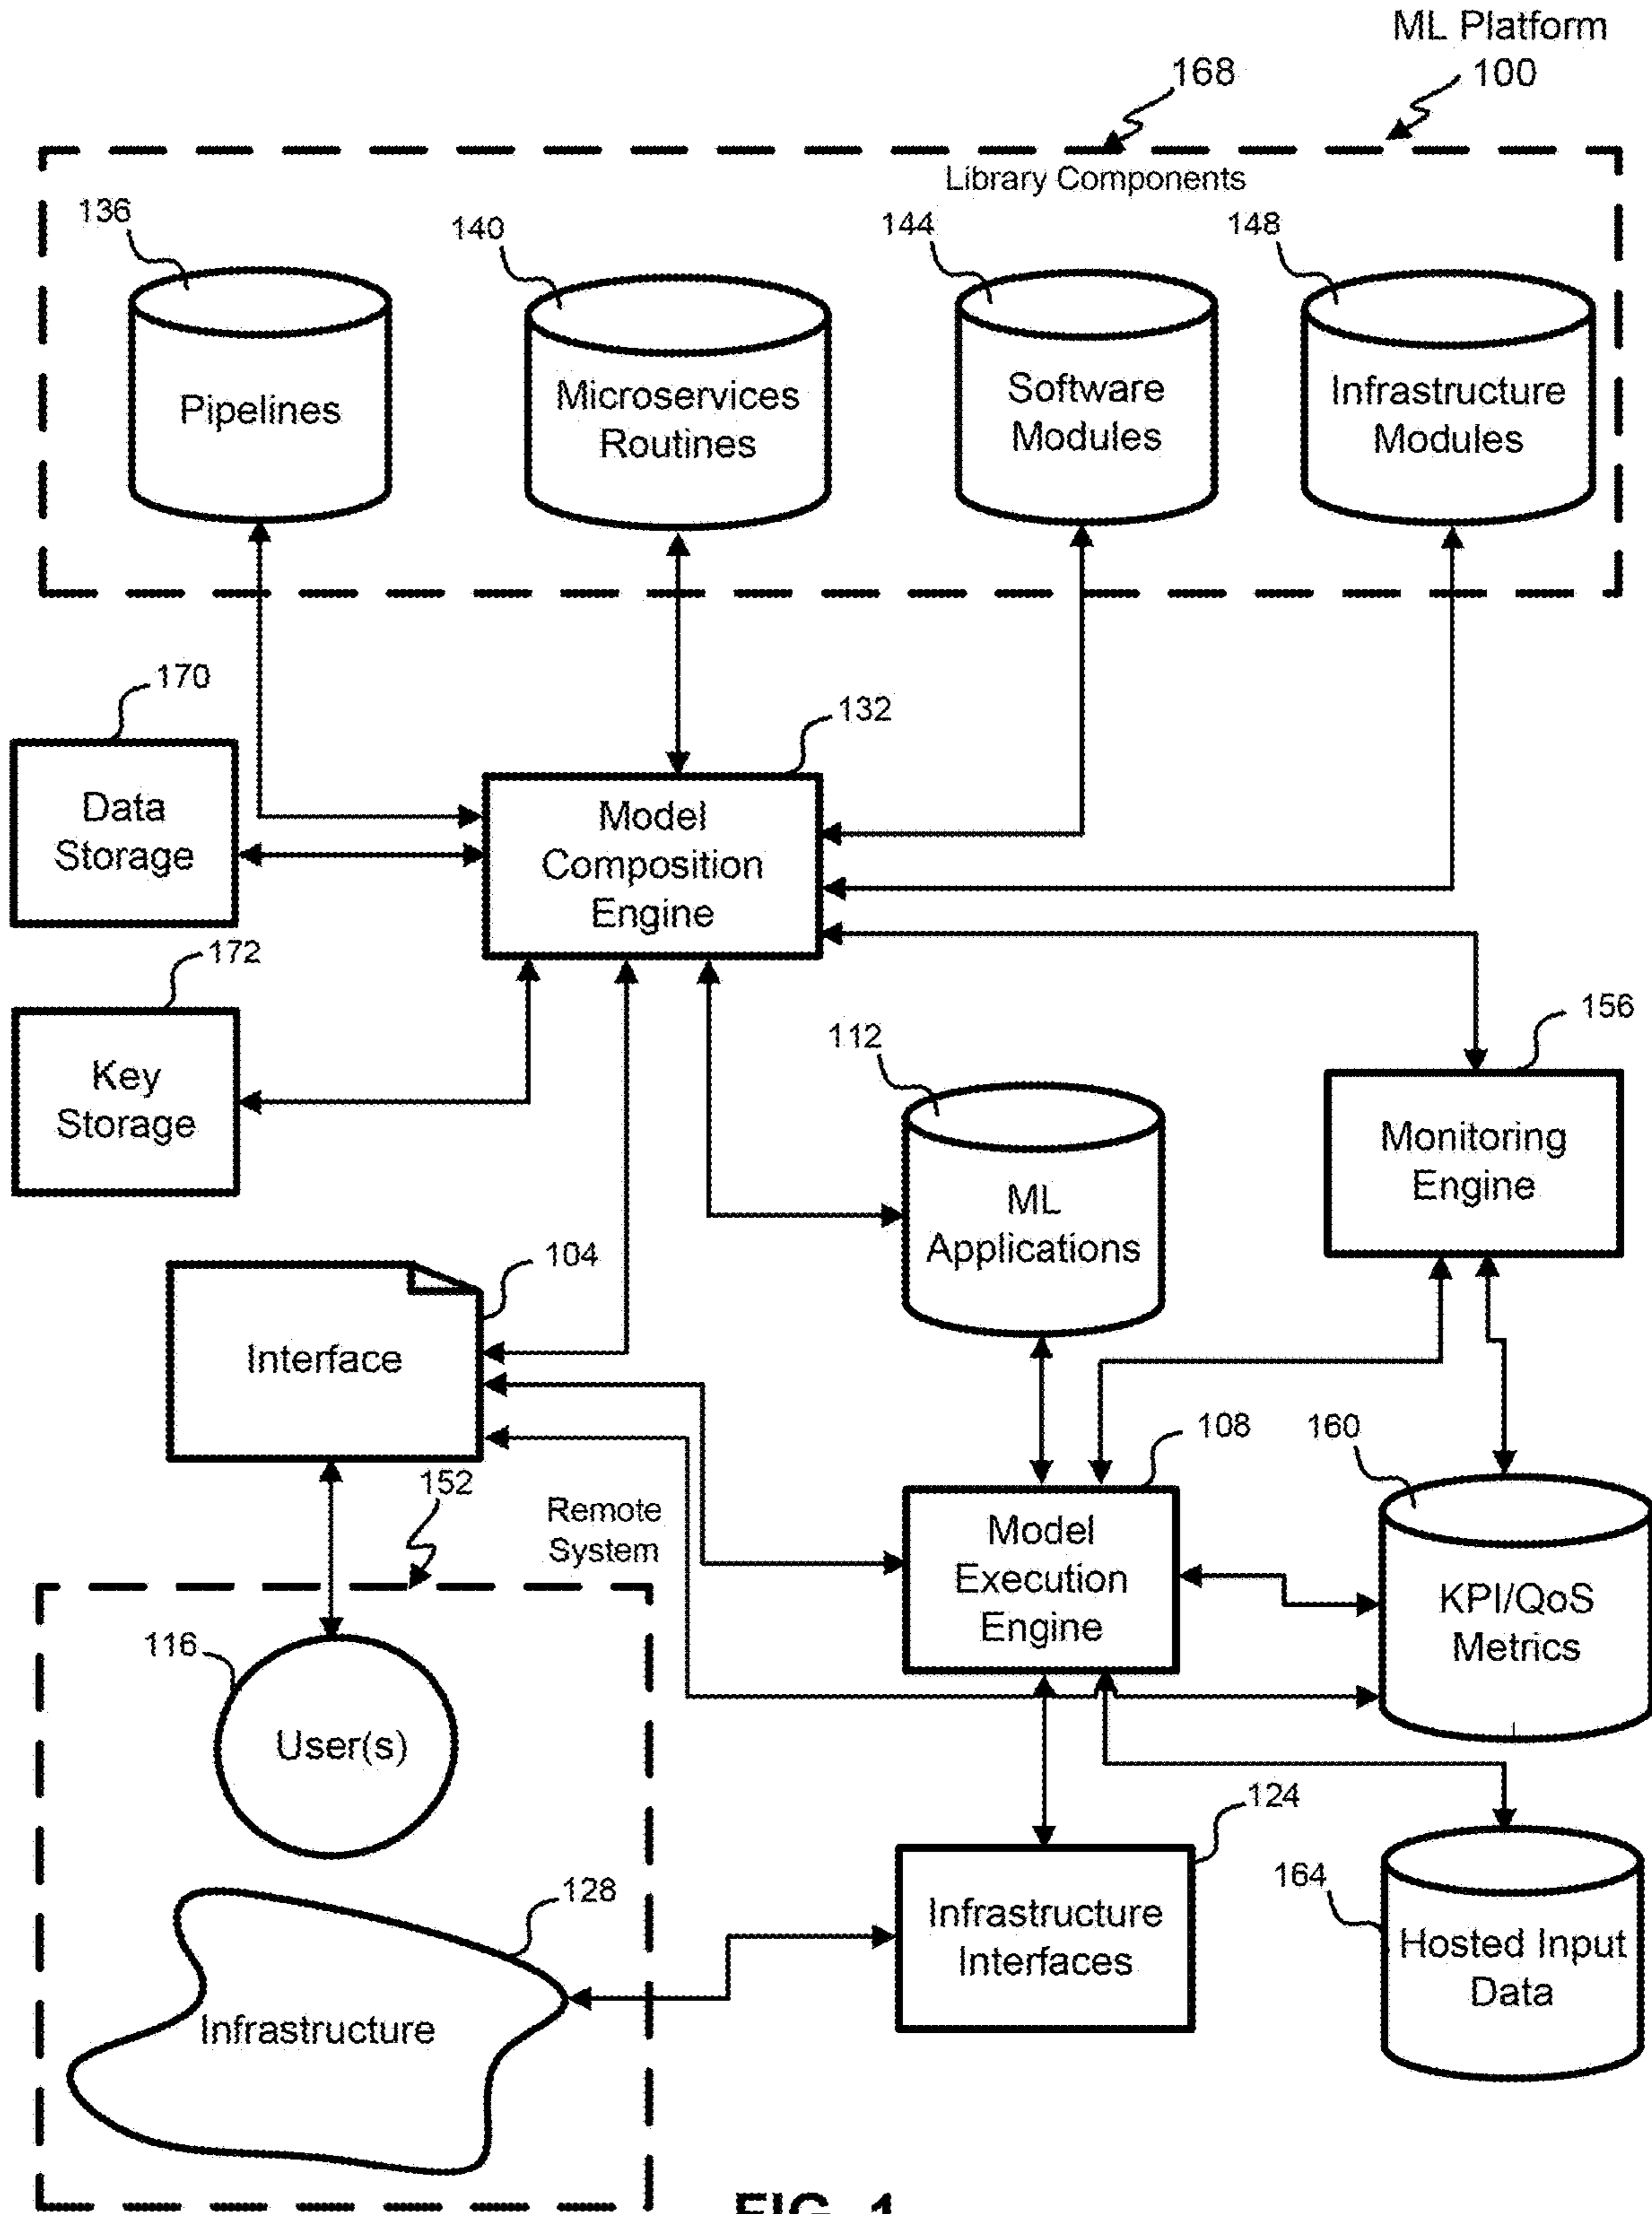 ML Platform
100
168
Library Components
136
140
144
148
Pipelines
Microservices
Routines
Software
Modules
Infrastructure
Modules
170
132
Data
Storage
Model
Composition
Engine
172
156
112
Key
Storage
Monitoring
Engine
ML
Applications
104
Interface
108
160
152
Remote
System
Model
Execution
Engine
KPI/QoS
Metrics
116
User(s)
124
164
128
Infrastructure
Interfaces
Hosted Input
Data
Infrastructure
FIG. 1